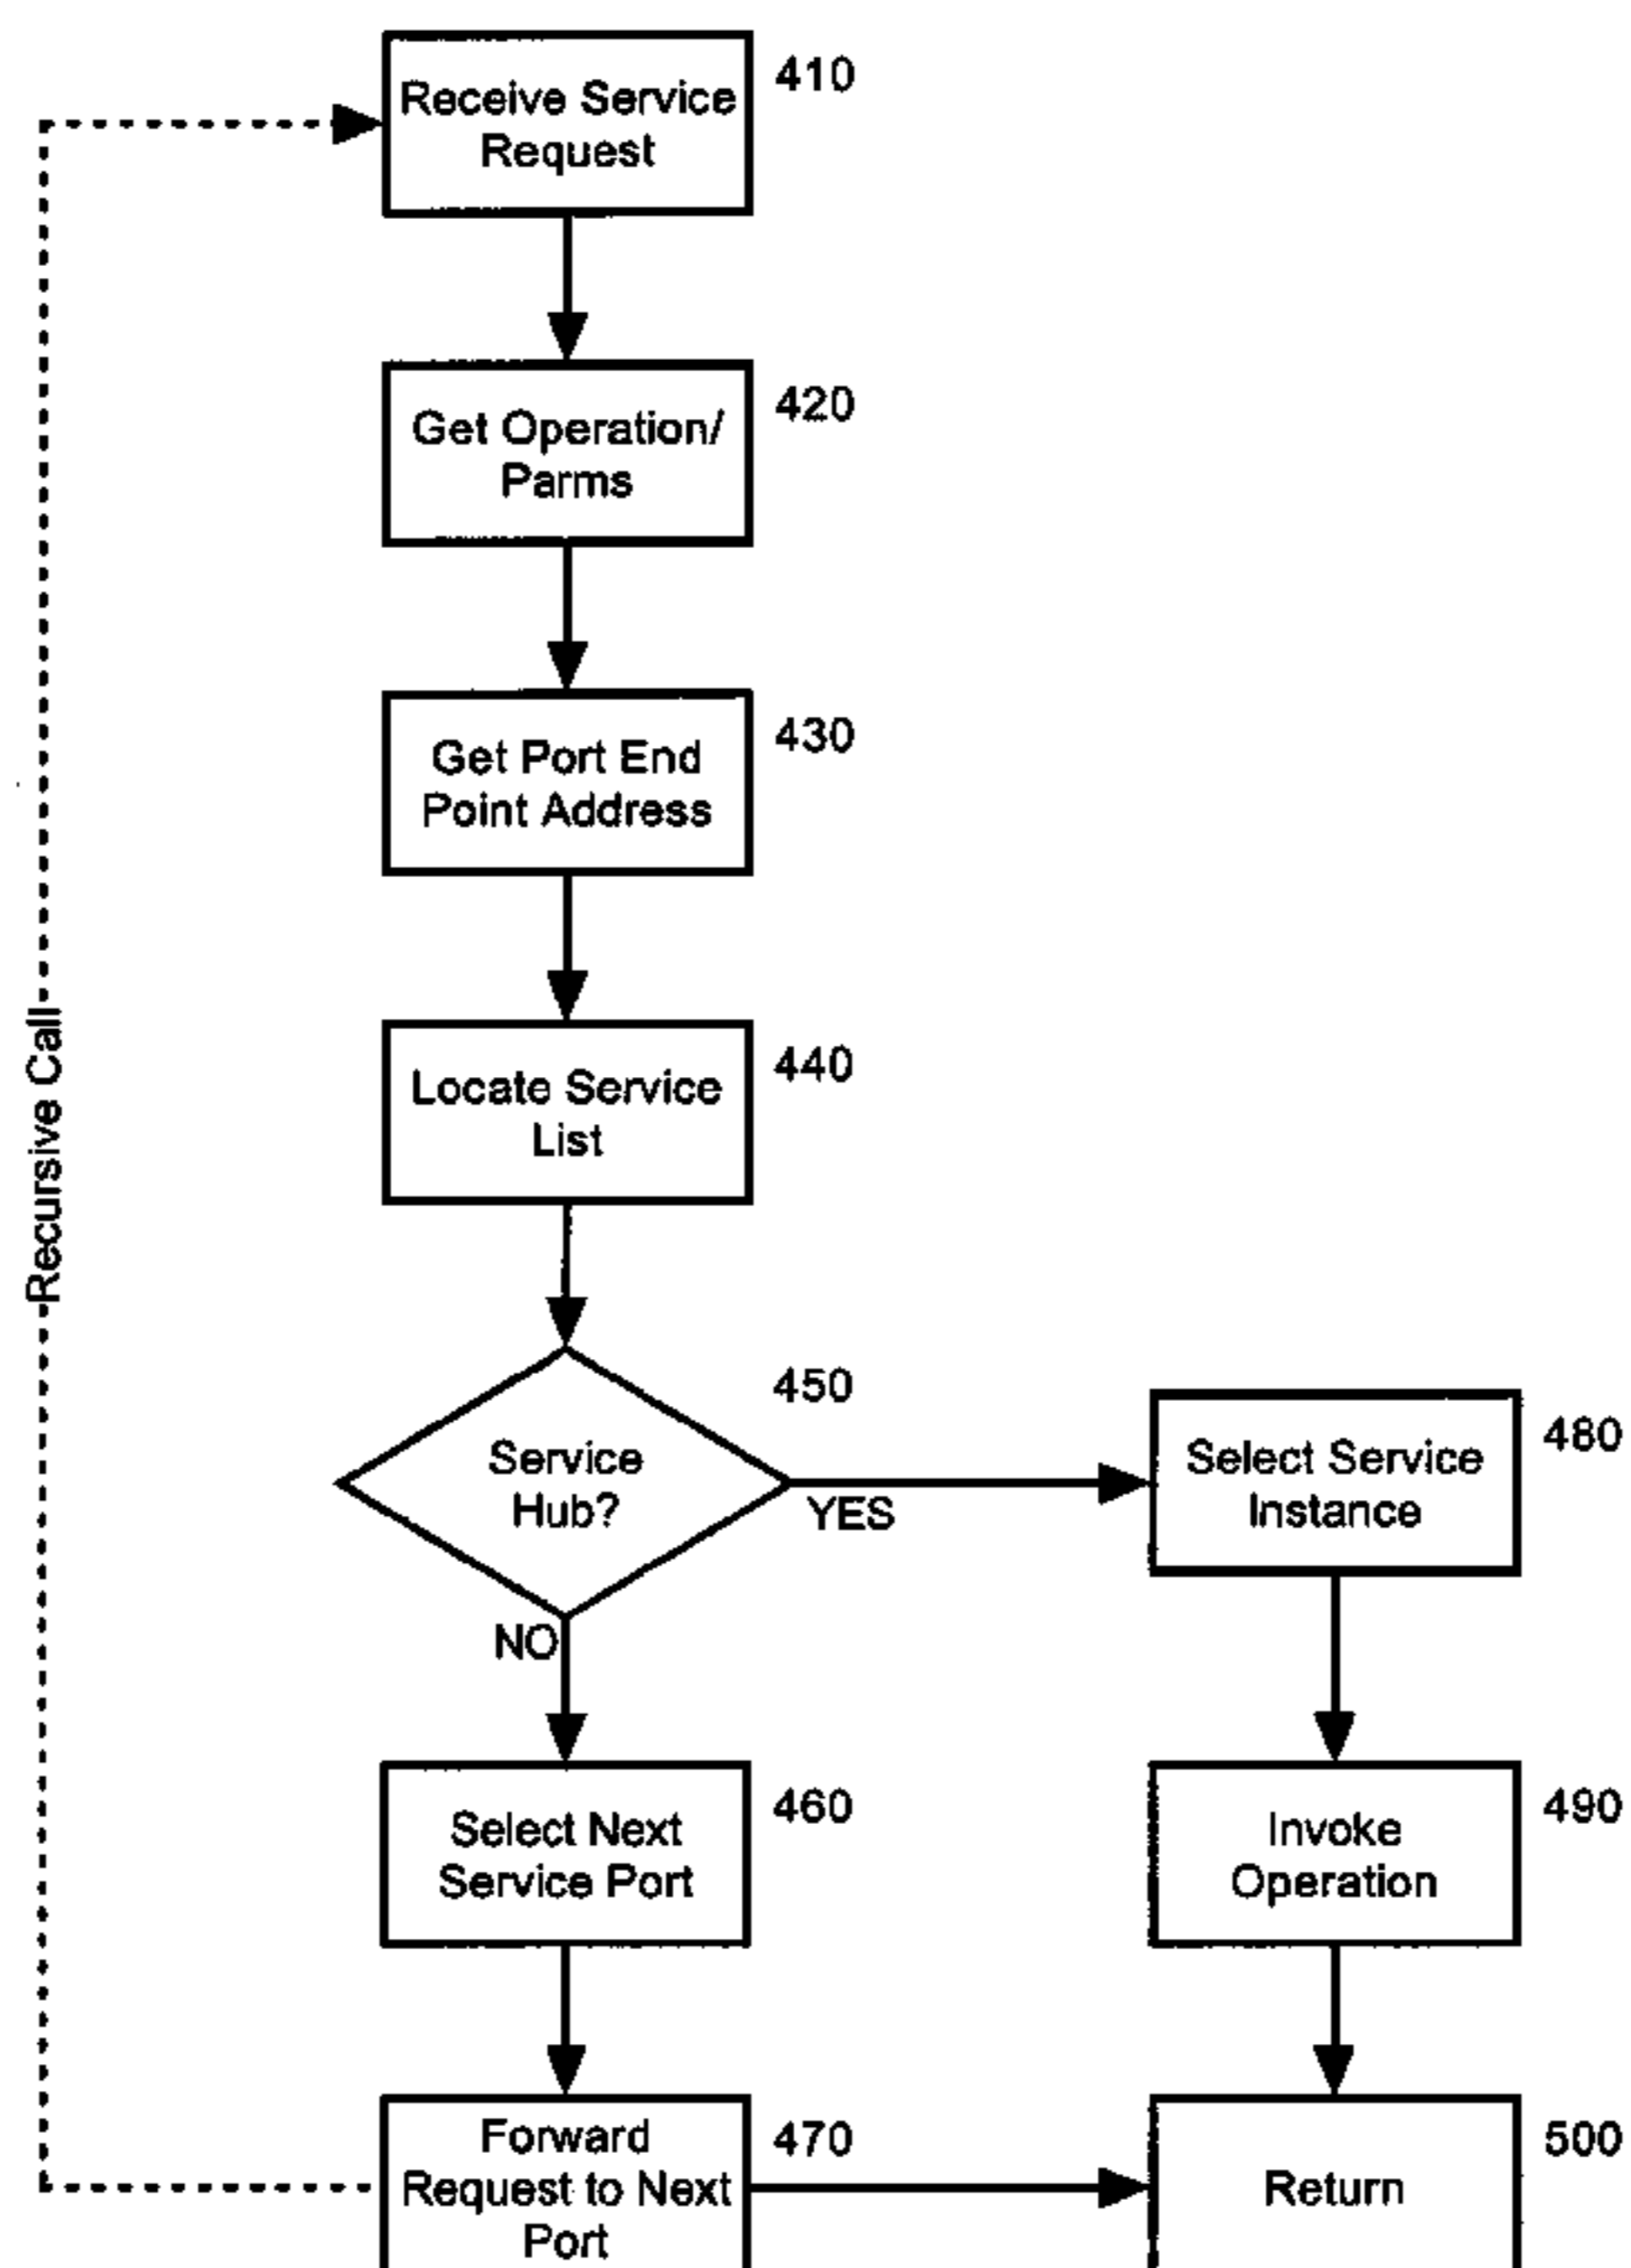 Receive Service
Request
410
Get Operation/
Parms
420
Get Port End
Point Address
430
Locate Service
List
440
Recursive Call
Service
Hub?
450
YES
NO
Select Service
Instance
480
Select Next
Service Port
460
Invoke
Operation
490
Forward
Request to Next
Port
470
Return
500